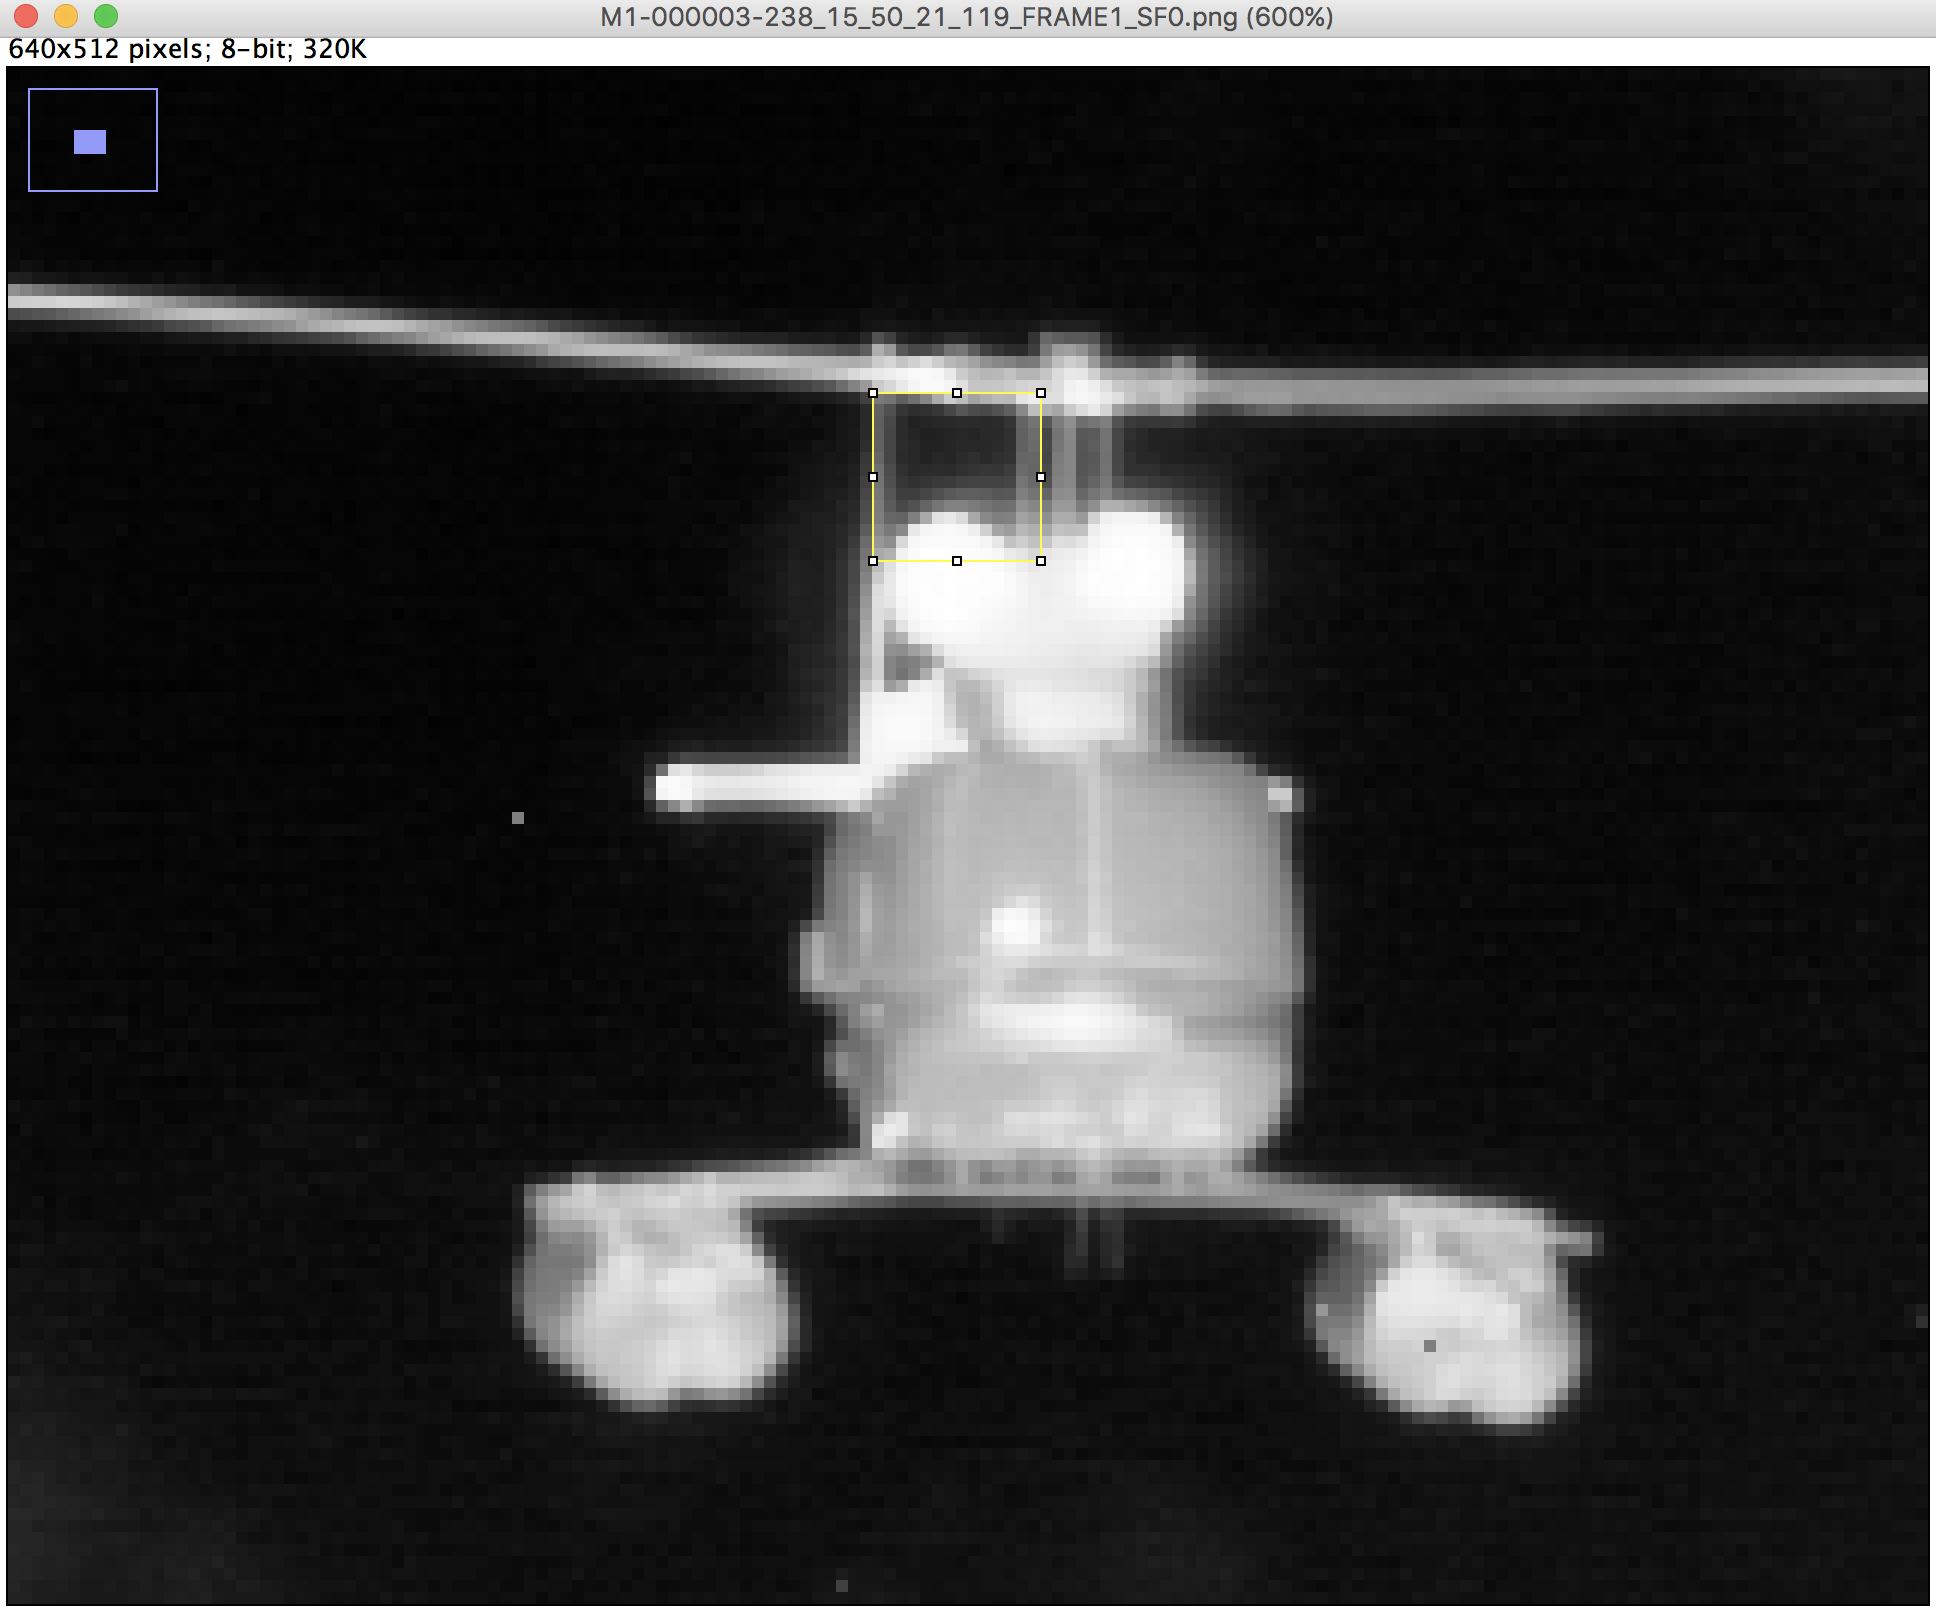 M1-000003-238_15_50_21_119_FRAME1_SF0.png (600%)
640x512 pixels; 8-bit; 320K